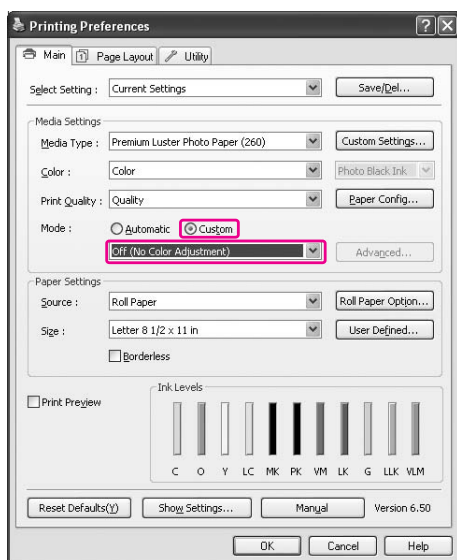 Printing Preferences
Main Page Layout Utility
Select Setting : Current Settings Save/Del...
Media Settings
Media Type : Premium Luster Photo Paper (260) Custom Settings...
Color : Color Photo Black Ink
Print Quality : Quality Paper Config...
Mode : Automatic Custom
Off (No Color Adjustment) Advanced...
Paper Settings
Source : Roll Paper Roll Paper Option...
Size : Letter 8 1/2 x 11 in User Defined...
Borderless
Print Preview
Ink Levels
C O Y LC MK PK VM LK G LLK VLM
Reset Defaults(Y) Show Settings... Manual Version 6.50
OK Cancel Help